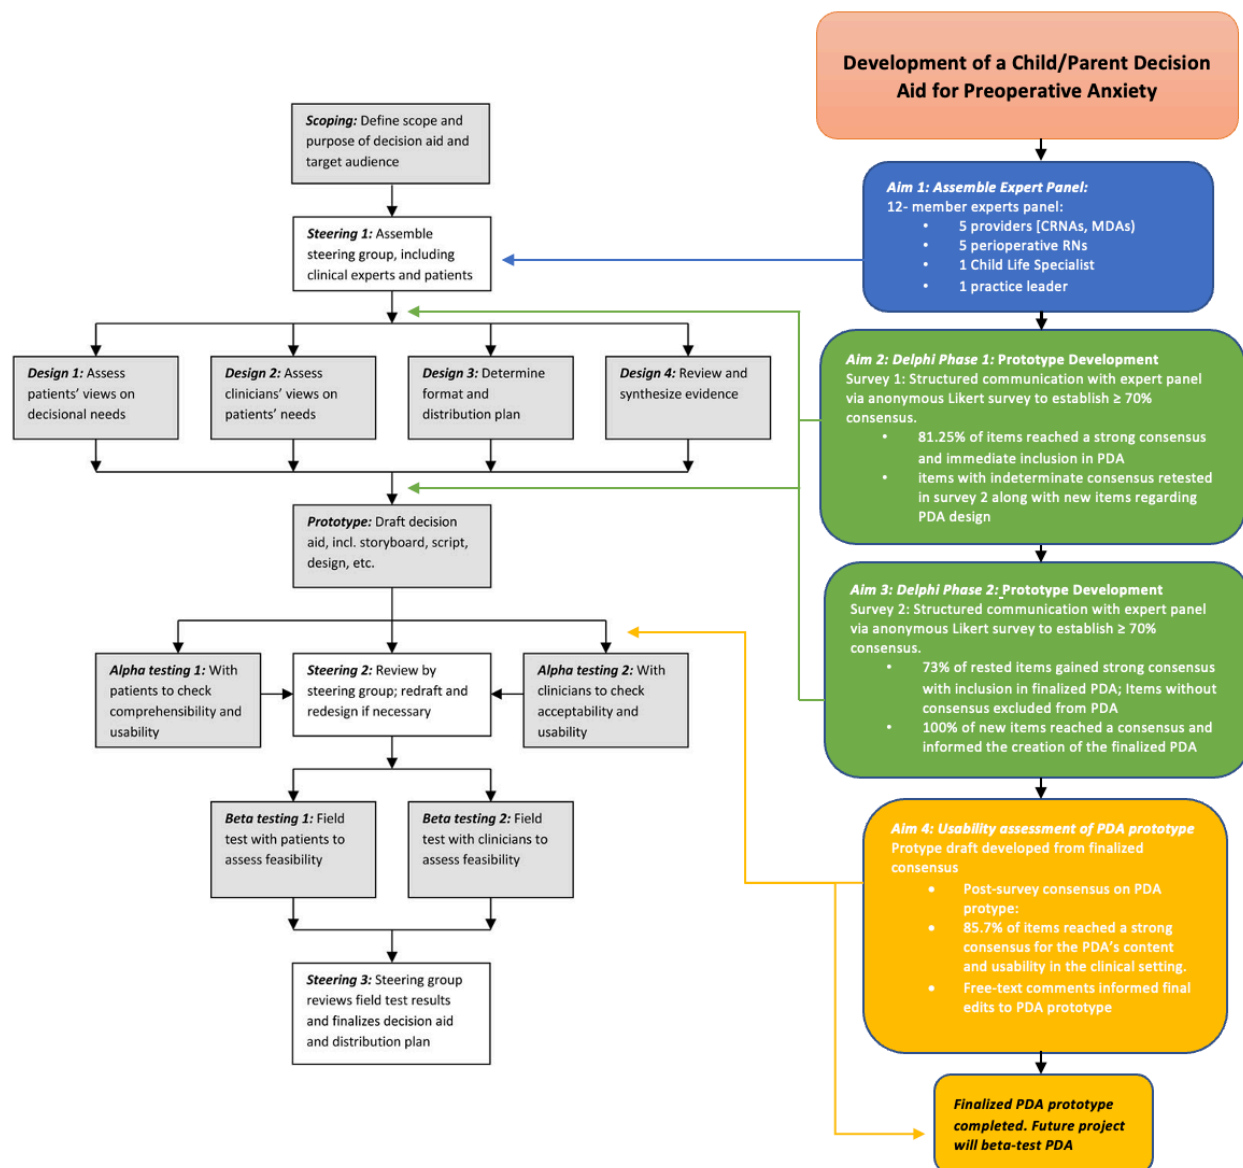 Development of a Child/Parent Decision
Aid for Preoperative Anxiety
Scoping: Define scope and
purpose of decision aid and
target audience
Steering 1: Assemble
steering group, including
clinical experts and patients
Design 1: Assess
patients' views on
decisional needs
Design 2: Assess
clinicians' views on
patients' needs
Design 3: Determine
format and
distribution plan
Design 4: Review and
synthesize evidence
Prototype: Draft decision
aid, incl. storyboard, script,
design, etc.
Alpha testing 1: With
patients to check
comprehensibility and
usability
Steering 2: Review by
steering group; redraft and
redesign if necessary
Alpha testing 2: With
clinicians to check
acceptability and
usability
Beta testing 1: Field
test with patients to
assess feasibility
Beta testing 2: Field
test with clinicians to
assess feasibility
Steering 3: Steering group
reviews field test results
and finalizes decision aid
and distribution plan
Aim 1: Assemble Expert Panel:
12- member experts panel:
• 5 providers [CRNAs, MDAs)
• 5 perioperative RNs
• 1 Child Life Specialist
• 1 practice leader
Aim 2: Delphi Phase 1: Prototype Development
Survey 1: Structured communication with expert panel
via anonymous Likert survey to establish ≥ 70%
consensus.
• 81.25% of items reached a strong consensus
and immediate inclusion in PDA
• items with indeterminate consensus retested
in survey 2 along with new items regarding
PDA design
Aim 3: Delphi Phase 2: Prototype Development
Survey 2: Structured communication with expert panel
via anonymous Likert survey to establish ≥ 70%
consensus.
• 73% of rested items gained strong consensus
with inclusion in finalized PDA; Items without
consensus excluded from PDA
• 100% of new items reached a consensus and
informed the creation of the finalized PDA
Aim 4: Usability assessment of PDA prototype
Protype draft developed from finalized
consensus
• Post-survey consensus on PDA
protype:
• 85.7% of items reached a strong
consensus for the PDA's content
and usability in the clinical setting.
• Free-text comments informed final
edits to PDA prototype
Finalized PDA prototype
completed. Future project
will beta-test PDA